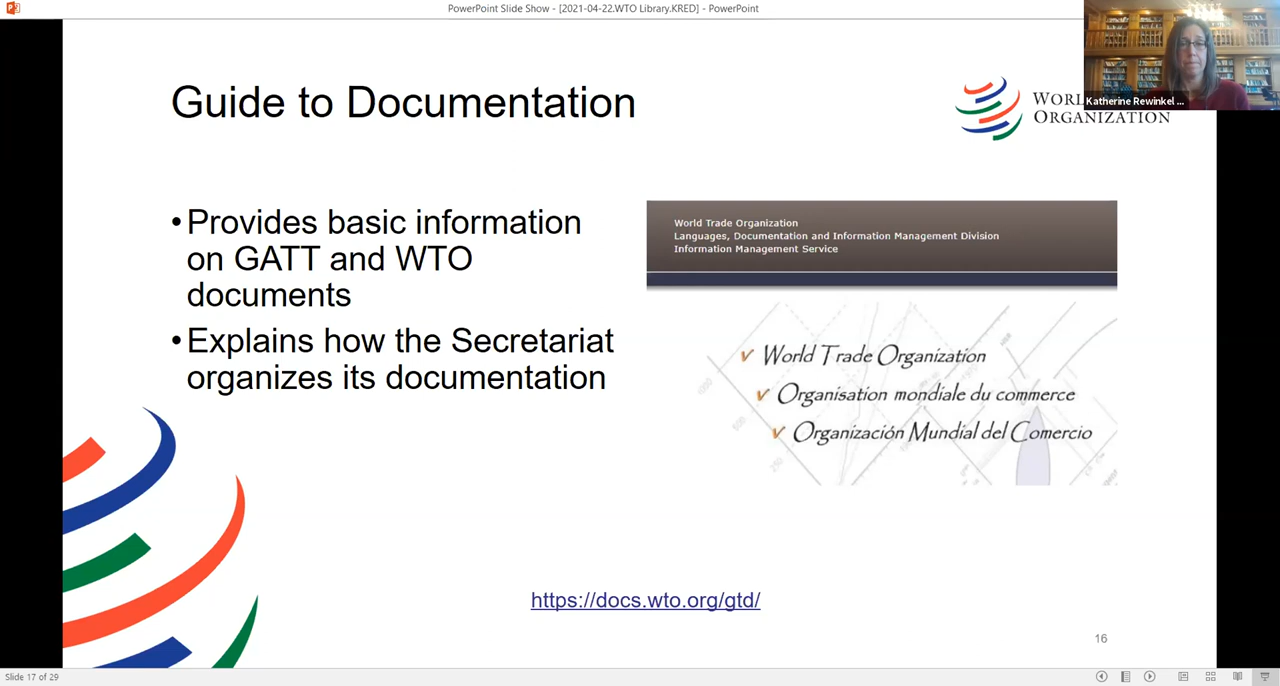 PowerPoint Slide Show - [2021-04-22.WTO Library.KRED] - PowerPoint
Guide to Documentation
WORL
ORGANIZATION
Katherine Rewinkel ...
•Provides basic information
on GATT and WTO
documents
•Explains how the Secretariat
organizes its documentation
World Trade Organization
Languages, Documentation and Information Management Division
Information Management Service
World Trade Organization
Organisation mondiale du commerce
Organización Mundial del Comercio
https://docs.wto.org/gtd/
16
Slide 17 of 29